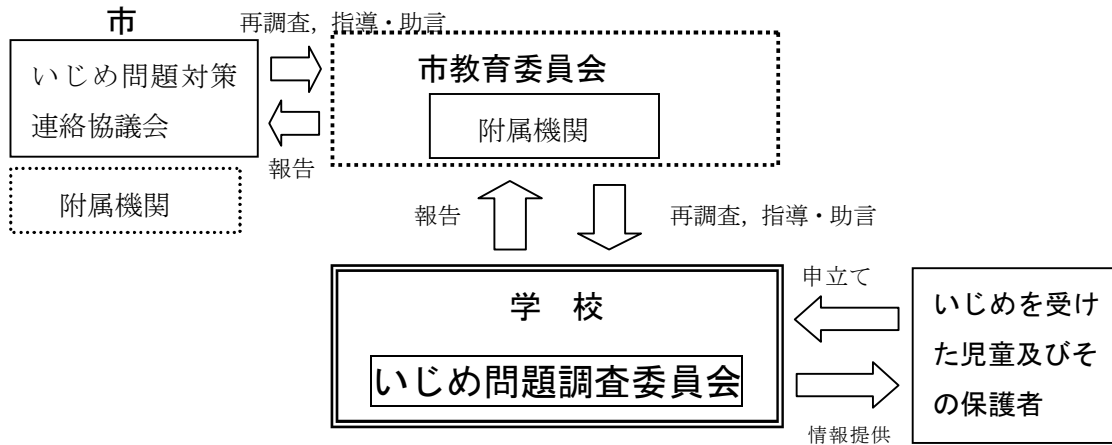 市
再調査，指導・助言
いじめ問題対策
連絡協議会
市教育委員会
附属機関
報告
附属機関
報告
再調査，指導・助言
学　校
いじめ問題調査委員会
申立て
いじめを受け
た児童及びそ
の保護者
情報提供